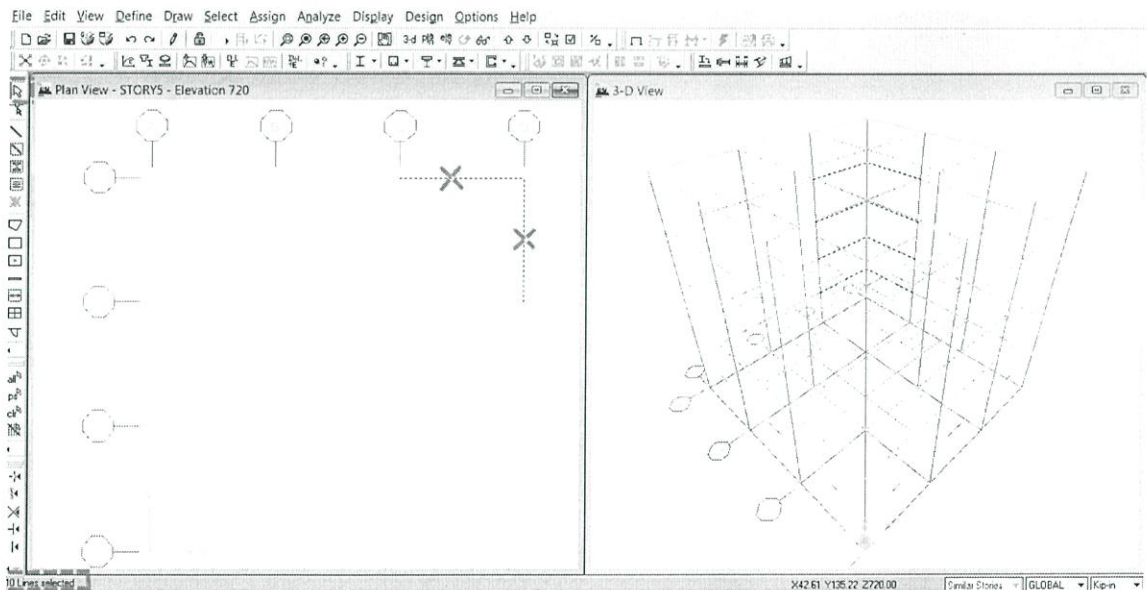 File Edit View Define Draw Select Assign Analyze Display Design Options Help
3-d
Plan View - STORY5 - Elevation 720
3-D View
10 Lines selected
X42.61 Y135.22 Z720.00
Similar Stories
GLOBAL
Kip-in